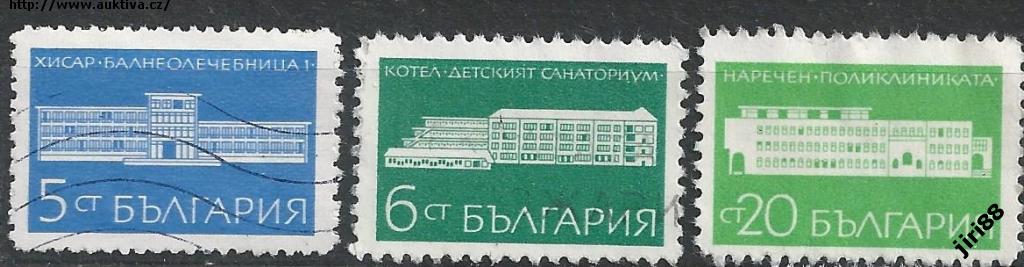 http://www.auktiva.cz/
ХИСАР·БАЛНЕОЛЕЧЕБНИЦА 1·
5 СТ БЪЛГАРИЯ
КОТЕЛ·ДЕТСКИЯТ САНАТОРИУМ·
6 СТ БЪЛГАРИЯ
НАРЕЧЕН·ПОЛИКЛИНИКАТА·
СТ 20 БЪЛГАРИЯ
jiri88